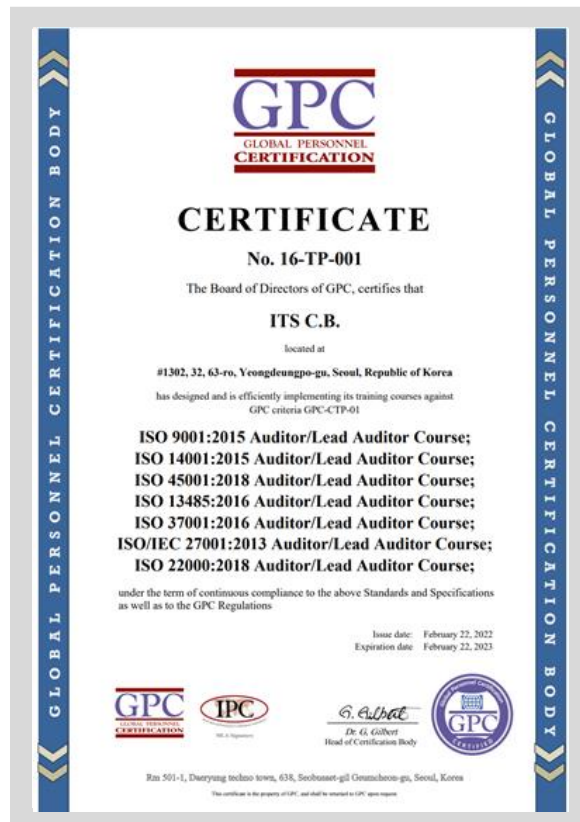 GPC
GLOBAL PERSONNEL
CERTIFICATION
GLOBAL PERSONNEL CERTIFICATION BODY
GLOBAL PERSONNEL CERTIFICATION BODY
CERTIFICATE
No. 16-TP-001
The Board of Directors of GPC, certifies that
ITS C.B.
located at
#1302, 32, 63-ro, Yeongdeungpo-gu, Seoul, Republic of Korea
has designed and is efficiently implementing its training courses against
GPC criteria GPC-CTP-01
ISO 9001:2015 Auditor/Lead Auditor Course;
ISO 14001:2015 Auditor/Lead Auditor Course;
ISO 45001:2018 Auditor/Lead Auditor Course;
ISO 13485:2016 Auditor/Lead Auditor Course;
ISO 37001:2016 Auditor/Lead Auditor Course;
ISO/IEC 27001:2013 Auditor/Lead Auditor Course;
ISO 22000:2018 Auditor/Lead Auditor Course;
under the term of continuous compliance to the above Standards and Specifications
as well as to the GPC Regulations
Issue date: February 22, 2022
Expiration date February 22, 2023
GPC
GLOBAL PERSONNEL
CERTIFICATION
IPC
MLA Signatory
G. Gilbert
Dr. G, Gilbert
Head of Certification Body
Global Personnel Certification
GPC
CERTIFIED
Rm 501-1, Daeryung techno town, 638, Seobusaet-gil Geumcheon-gu, Seoul, Korea
This certificate is the property of GPC, and shall be returned to GPC upon request